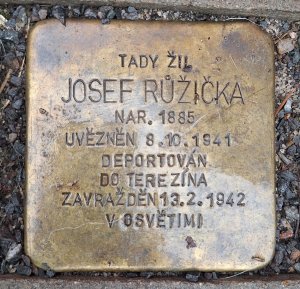 TADY ŽIL
JOSEF RŮŽIČKA
NAR. 1885
UVĚZNĚN 8.10.1941
DEPORTOVÁN
DO TEREZÍNA
ZAVRAŽDĚN 13.2.1942
V OSVĚTIMI